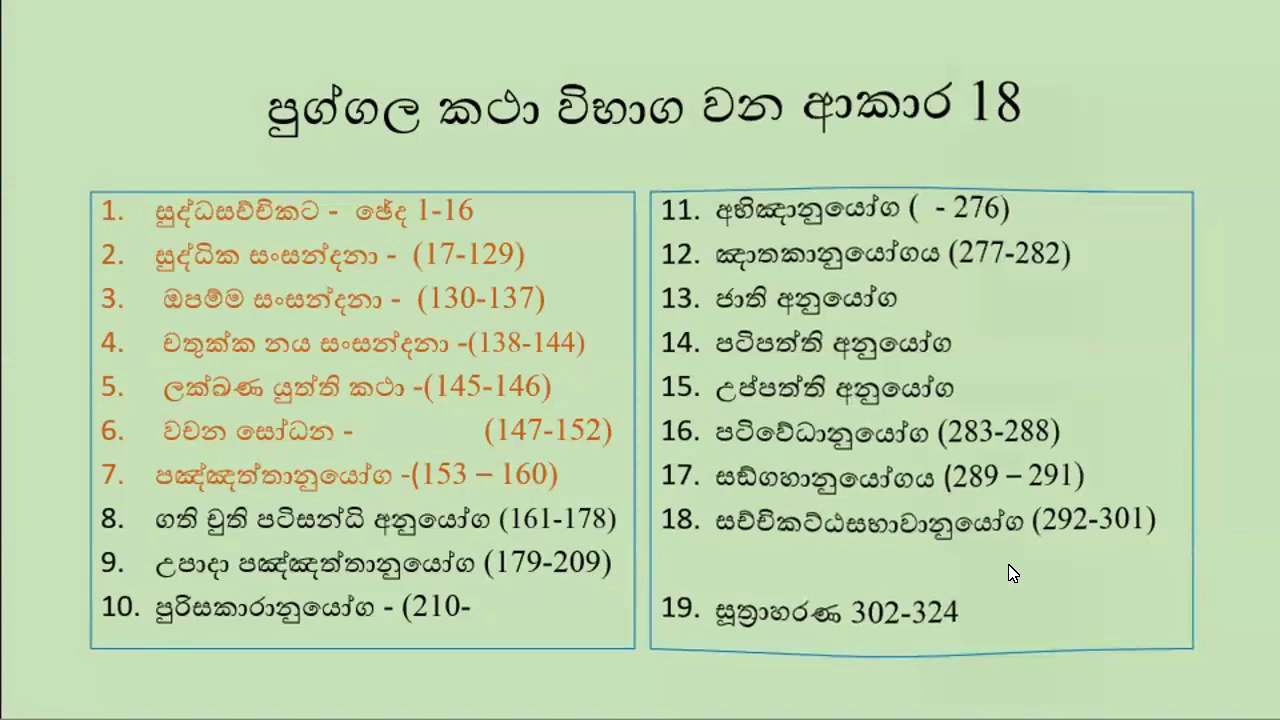 පුග්ගල කථා විභාග වන ආකාර 18
1. සුද්ධසච්චිකට - ඡේද 1-16
2. සුද්ධික සංසන්දනා - (17-129)
3. ඔපම්ම සංසන්දනා - (130-137)
4. චතුක්ක නය සංසන්දනා -(138-144)
5. ලක්ඛණ යුත්ති කථා -(145-146)
6. වචන සෝධන - (147-152)
7. පඤ්ඤත්තානුයෝග -(153 – 160)
8. ගති චුති පටිසන්ධි අනුයෝග (161-178)
9. උපාදා පඤ්ඤත්තානුයෝග (179-209)
10. පුරිසකාරානුයෝග - (210-
11. අභිඤානුයෝග ( - 276)
12. ඤාතකානුයෝගය (277-282)
13. ජාති අනුයෝග
14. පටිපත්ති අනුයෝග
15. උප්පත්ති අනුයෝග
16. පටිවේධානුයෝග (283-288)
17. සඞ්ගහානුයෝගය (289 – 291)
18. සච්චිකට්ඨසභාවානුයෝග (292-301)
19. සූත්‍රාහරණ 302-324